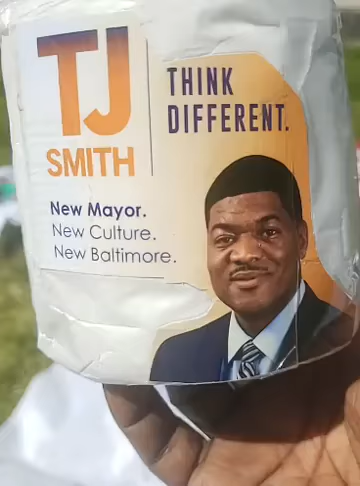 TJ
SMITH
THINK
DIFFERENT.
New Mayor.
New Culture.
New Baltimore.